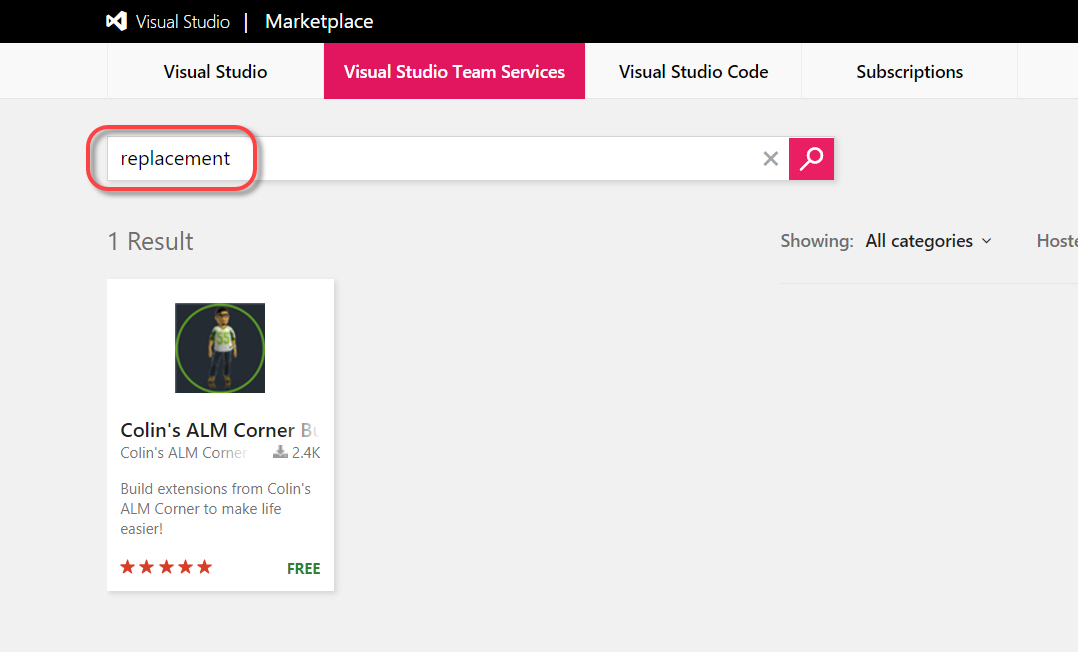 Visual Studio | Marketplace
Visual Studio Visual Studio Team Services Visual Studio Code Subscriptions
replacement
1 Result
Showing: All categories
Colin's ALM Corner
Colin's ALM Corner 2.4K
Build extensions from Colin's
ALM Corner to make life
easier!
FREE